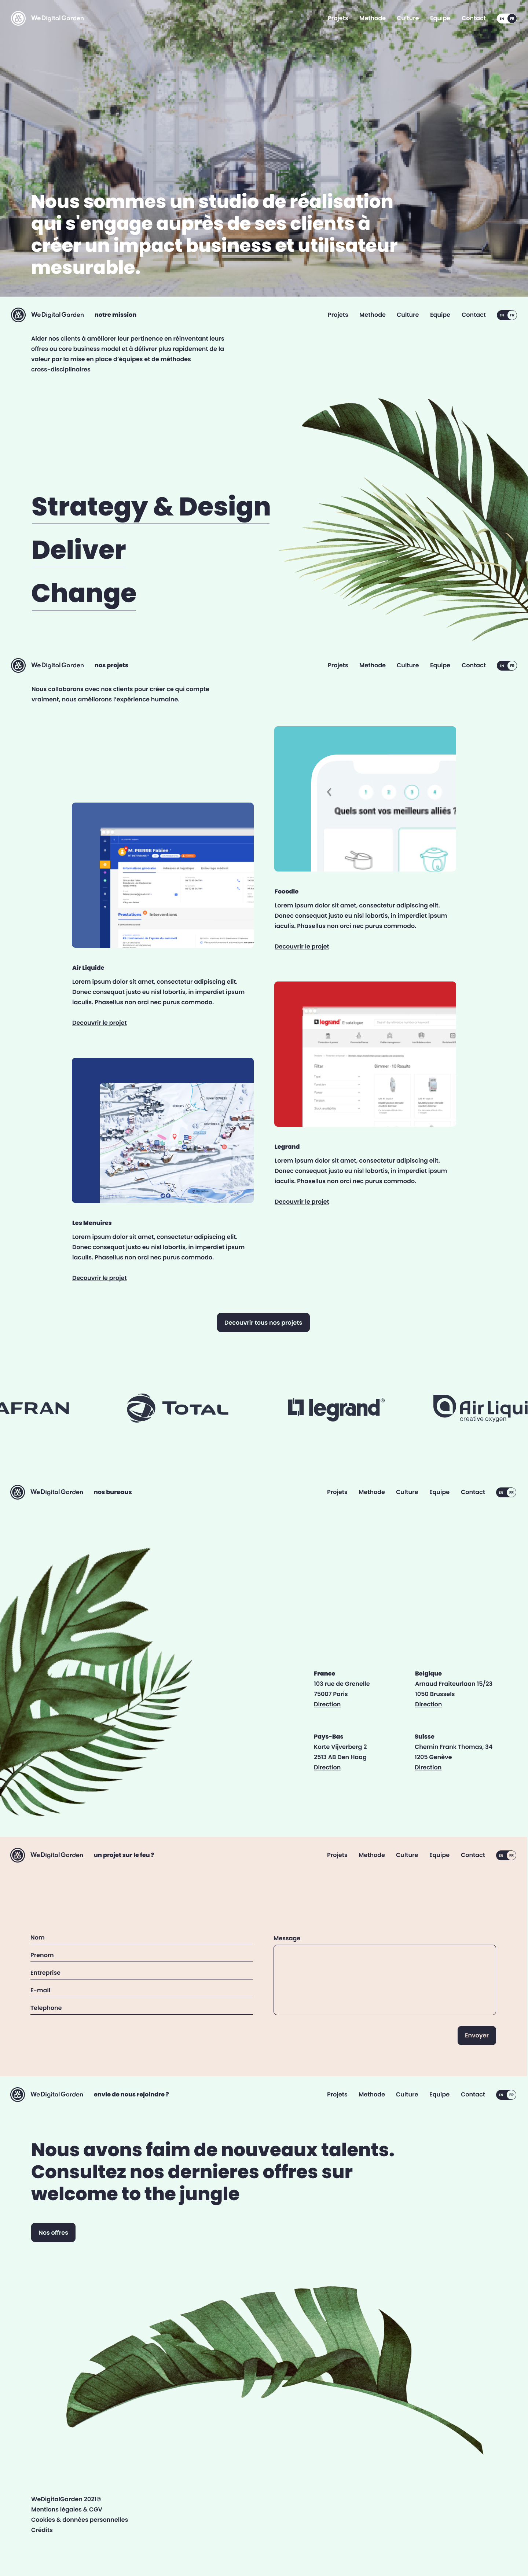 WeDigitalGarden
Projets Methode Culture Equipe Contact EN FR
Nous sommes un studio de réalisation
qui s'engage auprès de ses clients à
créer un impact business et utilisateur
mesurable.
WeDigitalGarden notre mission Projets Methode Culture Equipe Contact EN FR
Aider nos clients à améliorer leur pertinence en réinventant leurs
offres ou core business model et à délivrer plus rapidement de la
valeur par la mise en place d'équipes et de méthodes
cross-disciplinaires
Strategy & Design
Deliver
Change
WeDigitalGarden nos projets Projets Methode Culture Equipe Contact EN FR
Nous collaborons avec nos clients pour créer ce qui compte
vraiment, nous améliorons l'expérience humaine.
1 2 3 4
Quels sont vos meilleurs alliés ?
Fooodle
Lorem ipsum dolor sit amet, consectetur adipiscing elit.
Donec consequat justo eu nisl lobortis, in imperdiet ipsum
iaculis. Phasellus non orci nec purus commodo.
Decouvrir le projet
M. PIERRE Fabien
Prestations Interventions
Air Liquide
Lorem ipsum dolor sit amet, consectetur adipiscing elit.
Donec consequat justo eu nisl lobortis, in imperdiet ipsum
iaculis. Phasellus non orci nec purus commodo.
Decouvrir le projet
legrand E-catalogue
Filter
Dimmer - 10 Results
Legrand
Lorem ipsum dolor sit amet, consectetur adipiscing elit.
Donec consequat justo eu nisl lobortis, in imperdiet ipsum
iaculis. Phasellus non orci nec purus commodo.
Decouvrir le projet
Les Menuires
Lorem ipsum dolor sit amet, consectetur adipiscing elit.
Donec consequat justo eu nisl lobortis, in imperdiet ipsum
iaculis. Phasellus non orci nec purus commodo.
Decouvrir le projet
Decouvrir tous nos projets
AFRAN TOTAL legrand® Air Liqui
creative oxygen
WeDigitalGarden nos bureaux Projets Methode Culture Equipe Contact EN FR
France
103 rue de Grenelle
75007 Paris
Direction
Belgique
Arnaud Fraiteurlaan 15/23
1050 Brussels
Direction
Pays-Bas
Korte Vijverberg 2
2513 AB Den Haag
Direction
Suisse
Chemin Frank Thomas, 34
1205 Genève
Direction
WeDigitalGarden un projet sur le feu ? Projets Methode Culture Equipe Contact EN FR
Nom
Prenom
Entreprise
E-mail
Telephone
Message
Envoyer
WeDigitalGarden envie de nous rejoindre ? Projets Methode Culture Equipe Contact EN FR
Nous avons faim de nouveaux talents.
Consultez nos dernieres offres sur
welcome to the jungle
Nos offres
WeDigitalGarden 2021©
Mentions légales & CGV
Cookies & données personnelles
Crédits